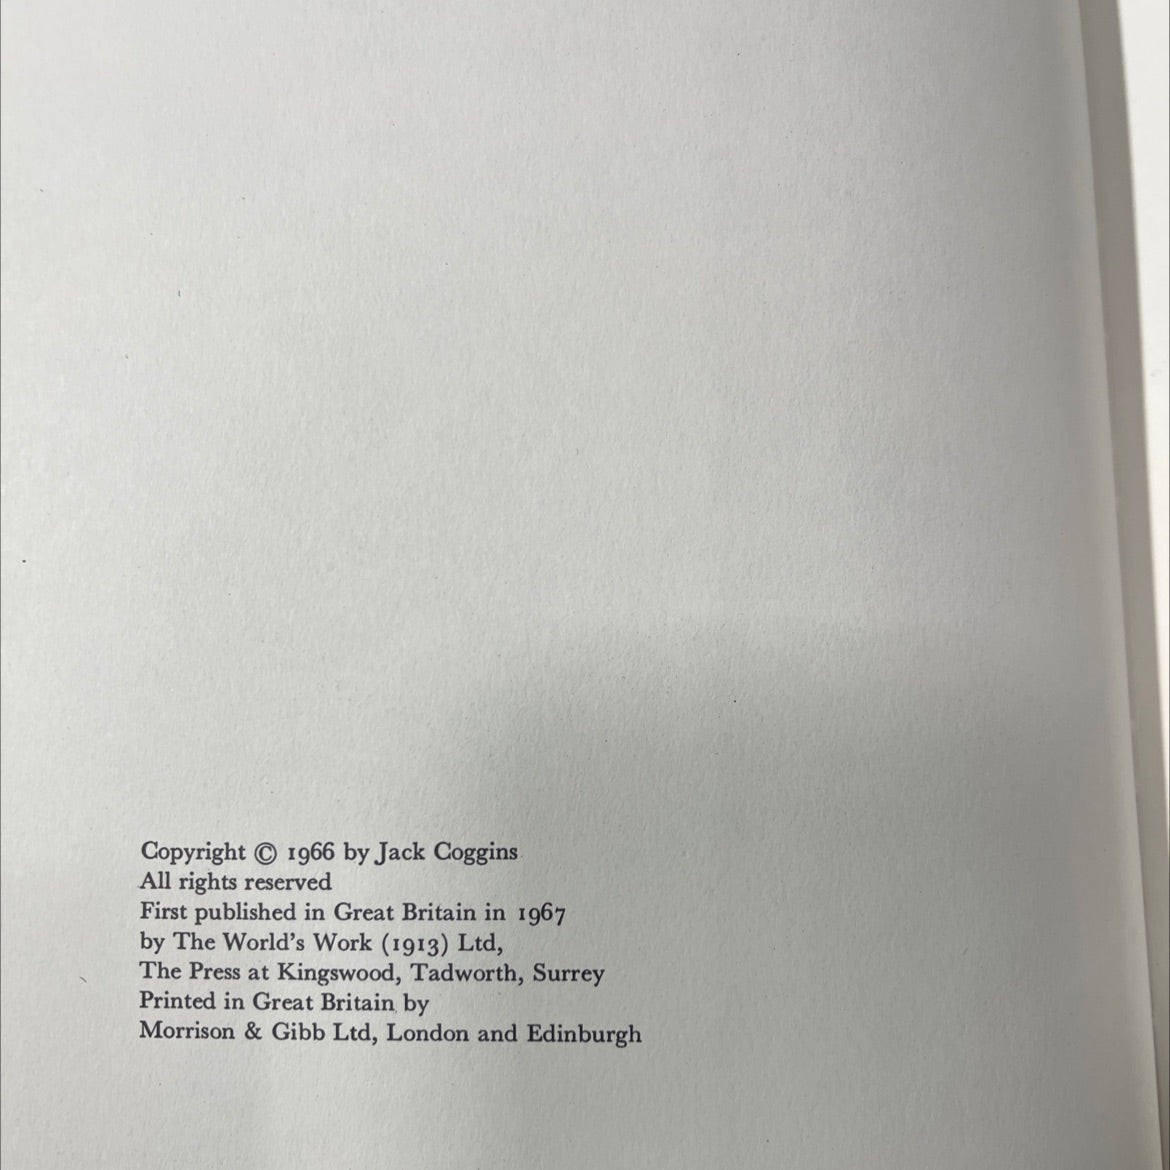 Copyright © 1966 by Jack Coggins
All rights reserved
First published in Great Britain in 1967
by The World's Work (1913) Ltd,
The Press at Kingswood, Tadworth, Surrey
Printed in Great Britain by
Morrison & Gibb Ltd, London and Edinburgh